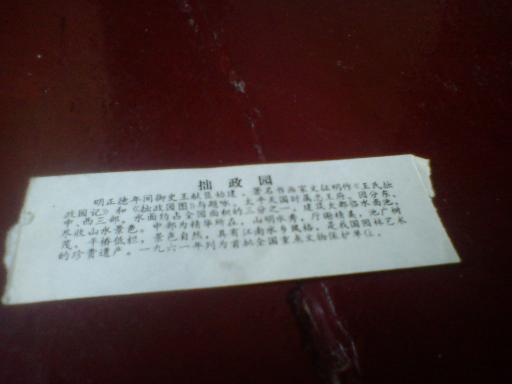 拙政园
明正德年间御史王献臣始建。著名书画家文征明作《王氏拙
政园记》和《拙政园图》与题咏。太平天国时属忠王府。园分东、
中、西三部，水面约占全园面积的三分之一，建筑大都临水面池，
尽收山水景色。中部为精华所在，山明水秀，厅榭精美，池广树
茂，平桥低栏，景色自然，具有江南水乡风格，是我国园林艺术
的珍贵遗产。一九六一年列为首批全国重点文物保护单位。